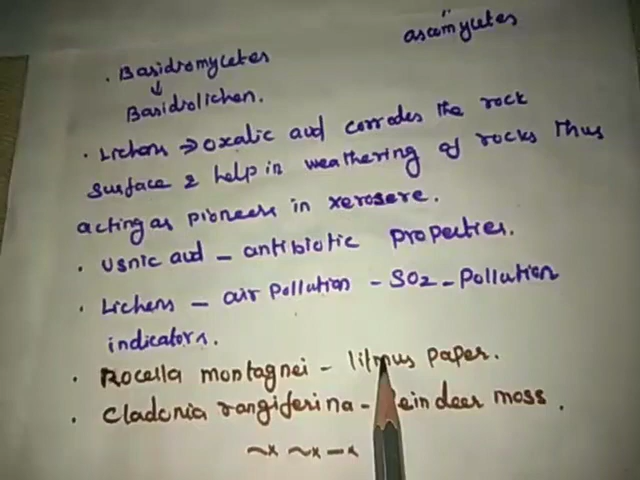 " ascomycetes
. Basidiomycetes
↓
Basidiolichen.
. Lichens → oxalic acid corrodes the rock
surface & help in weathering of rocks thus
acting as pioneers in xerosere.
. Usnic acid – antibiotic properties.
. Lichens – air pollution – SO2 – Pollution
indicators.
. Rocella montagnei – litmus paper.
. Cladonia rangiferina – eindeer moss.
~x ~x –x